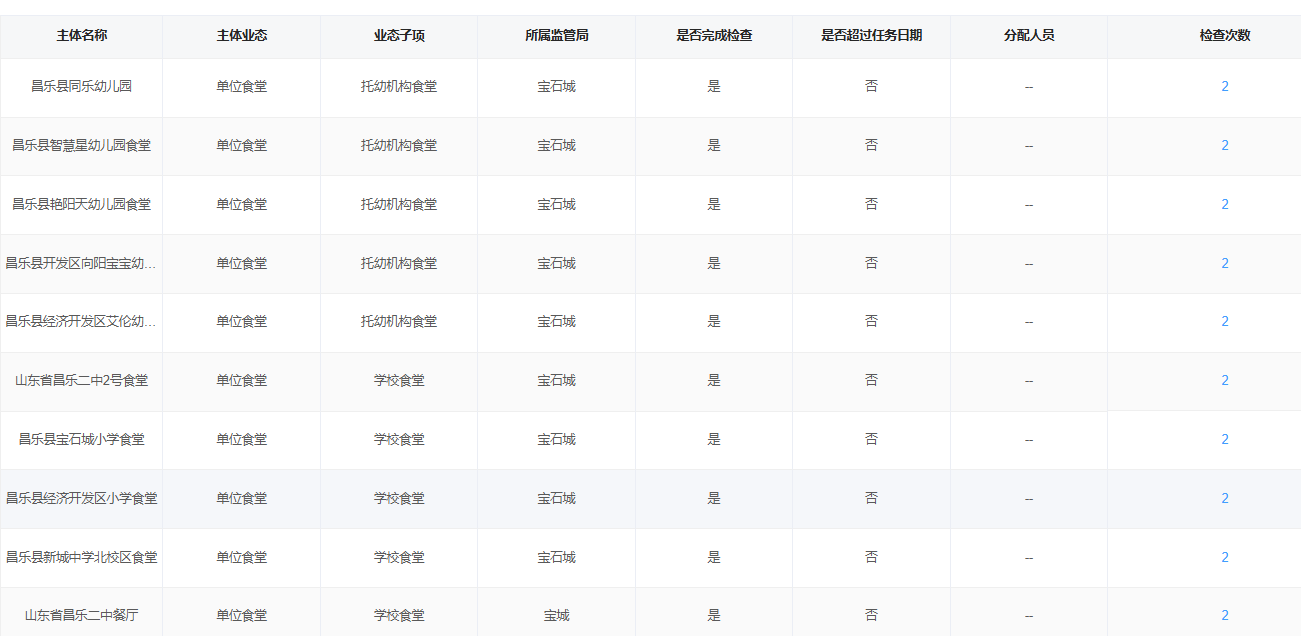 主体名称 主体业态 业态子项 所属监管局 是否完成检查 是否超过任务日期 分配人员 检查次数
昌乐县同乐幼儿园 单位食堂 托幼机构食堂 宝石城 是 否 -- 2
昌乐县智慧星幼儿园食堂 单位食堂 托幼机构食堂 宝石城 是 否 -- 2
昌乐县艳阳天幼儿园食堂 单位食堂 托幼机构食堂 宝石城 是 否 -- 2
昌乐县开发区向阳宝宝幼... 单位食堂 托幼机构食堂 宝石城 是 否 -- 2
昌乐县经济开发区艾伦幼... 单位食堂 托幼机构食堂 宝石城 是 否 -- 2
山东省昌乐二中2号食堂 单位食堂 学校食堂 宝石城 是 否 -- 2
昌乐县宝石城小学食堂 单位食堂 学校食堂 宝石城 是 否 -- 2
昌乐县经济开发区小学食堂 单位食堂 学校食堂 宝石城 是 否 -- 2
昌乐县新城中学北校区食堂 单位食堂 学校食堂 宝石城 是 否 -- 2
山东省昌乐二中餐厅 单位食堂 学校食堂 宝城 是 否 -- 2